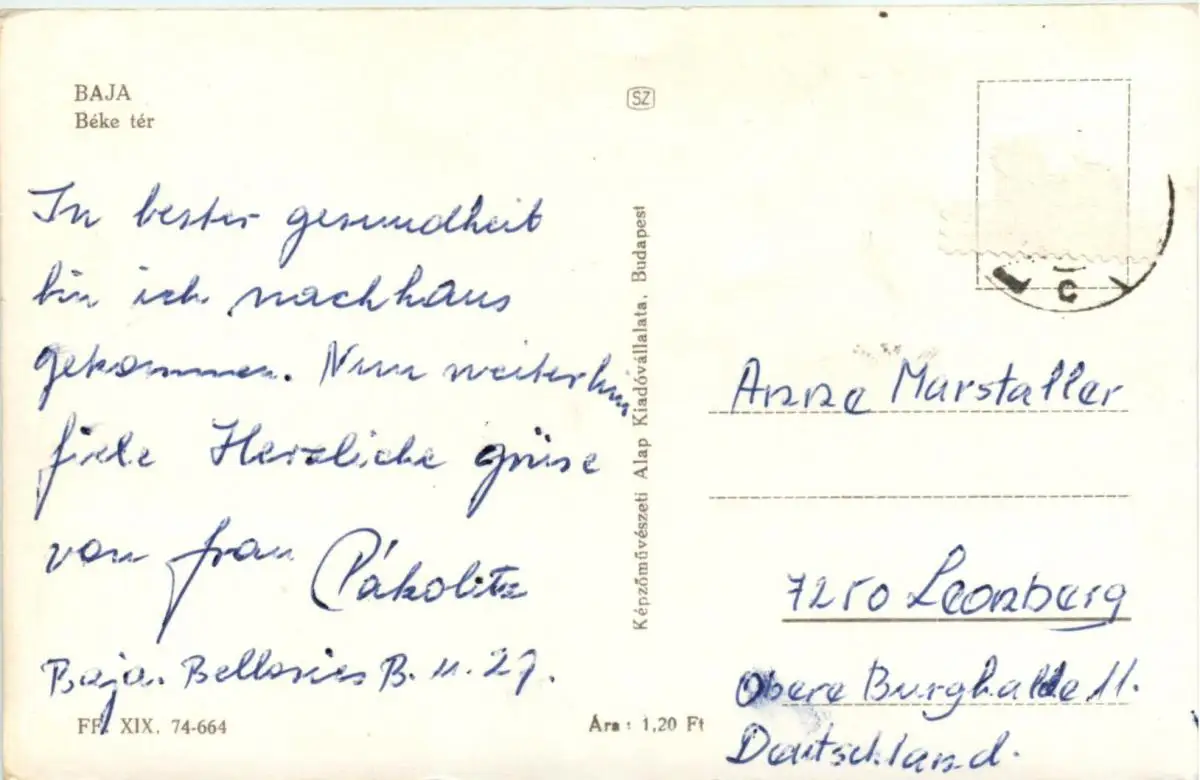 BAJA
Béke tér
SZ
In bester gesundheit
bin ich nachhaus
gekommen. Nun weiterhin
fiele Herzliche grüse
von frau Pákolitz
Baja. B. u. 27.
FF. XIX. 74-664
Ára: 1,20 Ft
Képzőművészeti Alap Kiadóvállalata, Budapest
Anne Marstaller
7250 Leonberg
Obere Burghalde 11.
Deutschland.